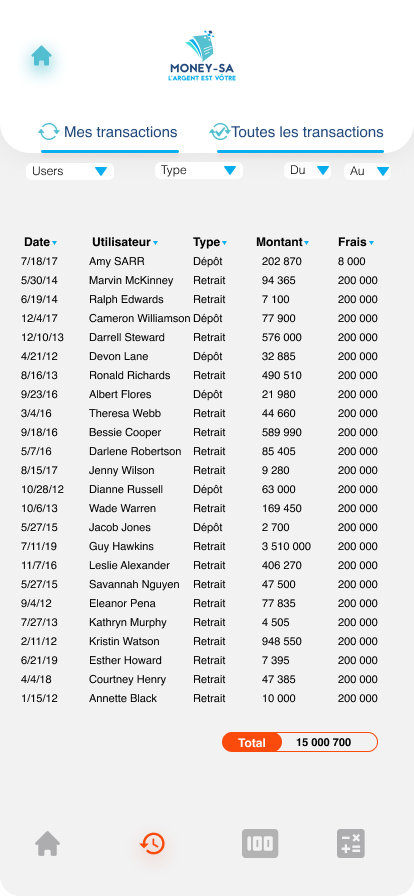 MONEY-SA
L'ARGENT EST VÔTRE
Mes transactions Toutes les transactions
Users Type Du Au
Date Utilisateur Type Montant Frais
7/18/17 Amy SARR Dépôt 202 870 8 000
5/30/14 Marvin McKinney Retrait 94 365 200 000
6/19/14 Ralph Edwards Retrait 7 100 200 000
12/4/17 Cameron Williamson Dépôt 77 900 200 000
12/10/13 Darrell Steward Retrait 576 000 200 000
4/21/12 Devon Lane Dépôt 32 885 200 000
8/16/13 Ronald Richards Retrait 490 510 200 000
9/23/16 Albert Flores Dépôt 21 980 200 000
3/4/16 Theresa Webb Retrait 44 660 200 000
9/18/16 Bessie Cooper Retrait 589 990 200 000
5/7/16 Darlene Robertson Retrait 85 405 200 000
8/15/17 Jenny Wilson Retrait 9 280 200 000
10/28/12 Dianne Russell Dépôt 63 000 200 000
10/6/13 Wade Warren Retrait 169 450 200 000
5/27/15 Jacob Jones Dépôt 2 700 200 000
7/11/19 Guy Hawkins Retrait 3 510 000 200 000
11/7/16 Leslie Alexander Retrait 406 270 200 000
5/27/15 Savannah Nguyen Retrait 47 500 200 000
9/4/12 Eleanor Pena Retrait 77 835 200 000
7/27/13 Kathryn Murphy Retrait 4 505 200 000
2/11/12 Kristin Watson Retrait 948 550 200 000
6/21/19 Esther Howard Retrait 7 395 200 000
4/4/18 Courtney Henry Retrait 47 385 200 000
1/15/12 Annette Black Retrait 10 000 200 000
Total 15 000 700
100